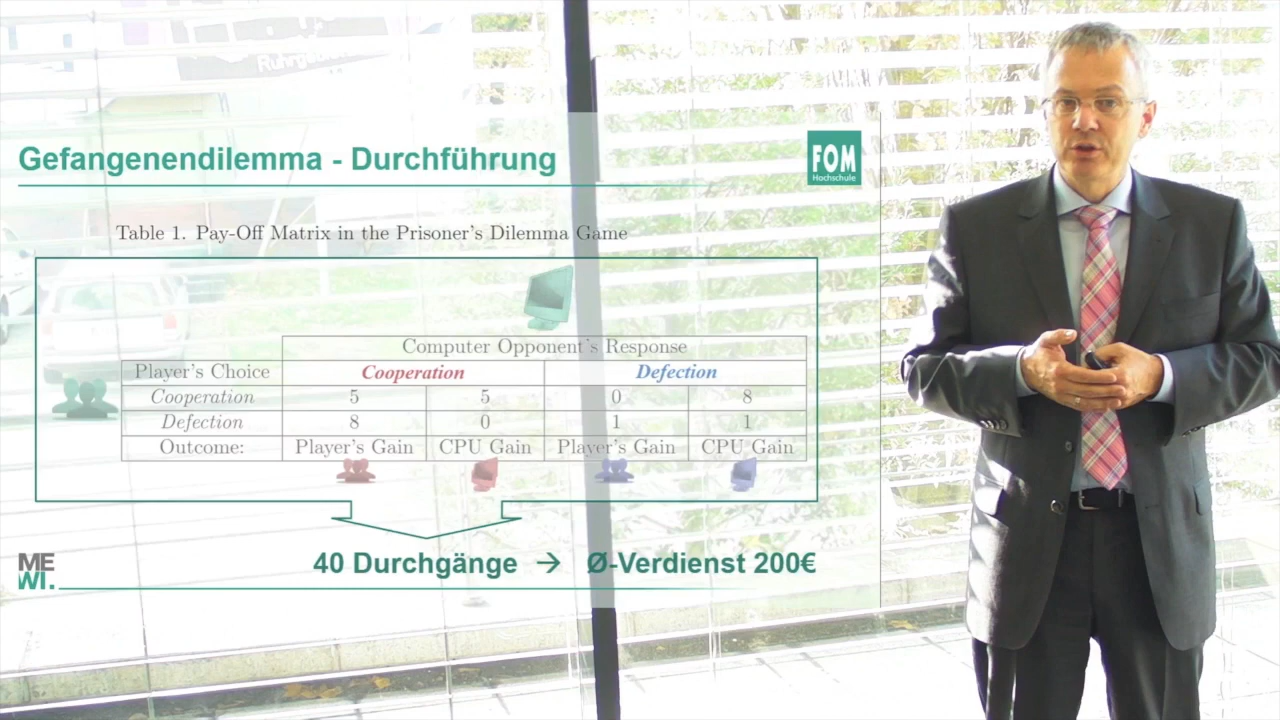 Ruhrgebiet
Gefangenendilemma - Durchführung
FOM
Hochschule
Table 1. Pay-Off Matrix in the Prisoner's Dilemma Game
Computer Opponent's Response
Player's Choice Cooperation Defection
Cooperation 5 5 0 8
Defection 8 0 1 1
Outcome: Player's Gain CPU Gain Player's Gain CPU Gain
40 Durchgänge → Ø-Verdienst 200€
ME
WI.